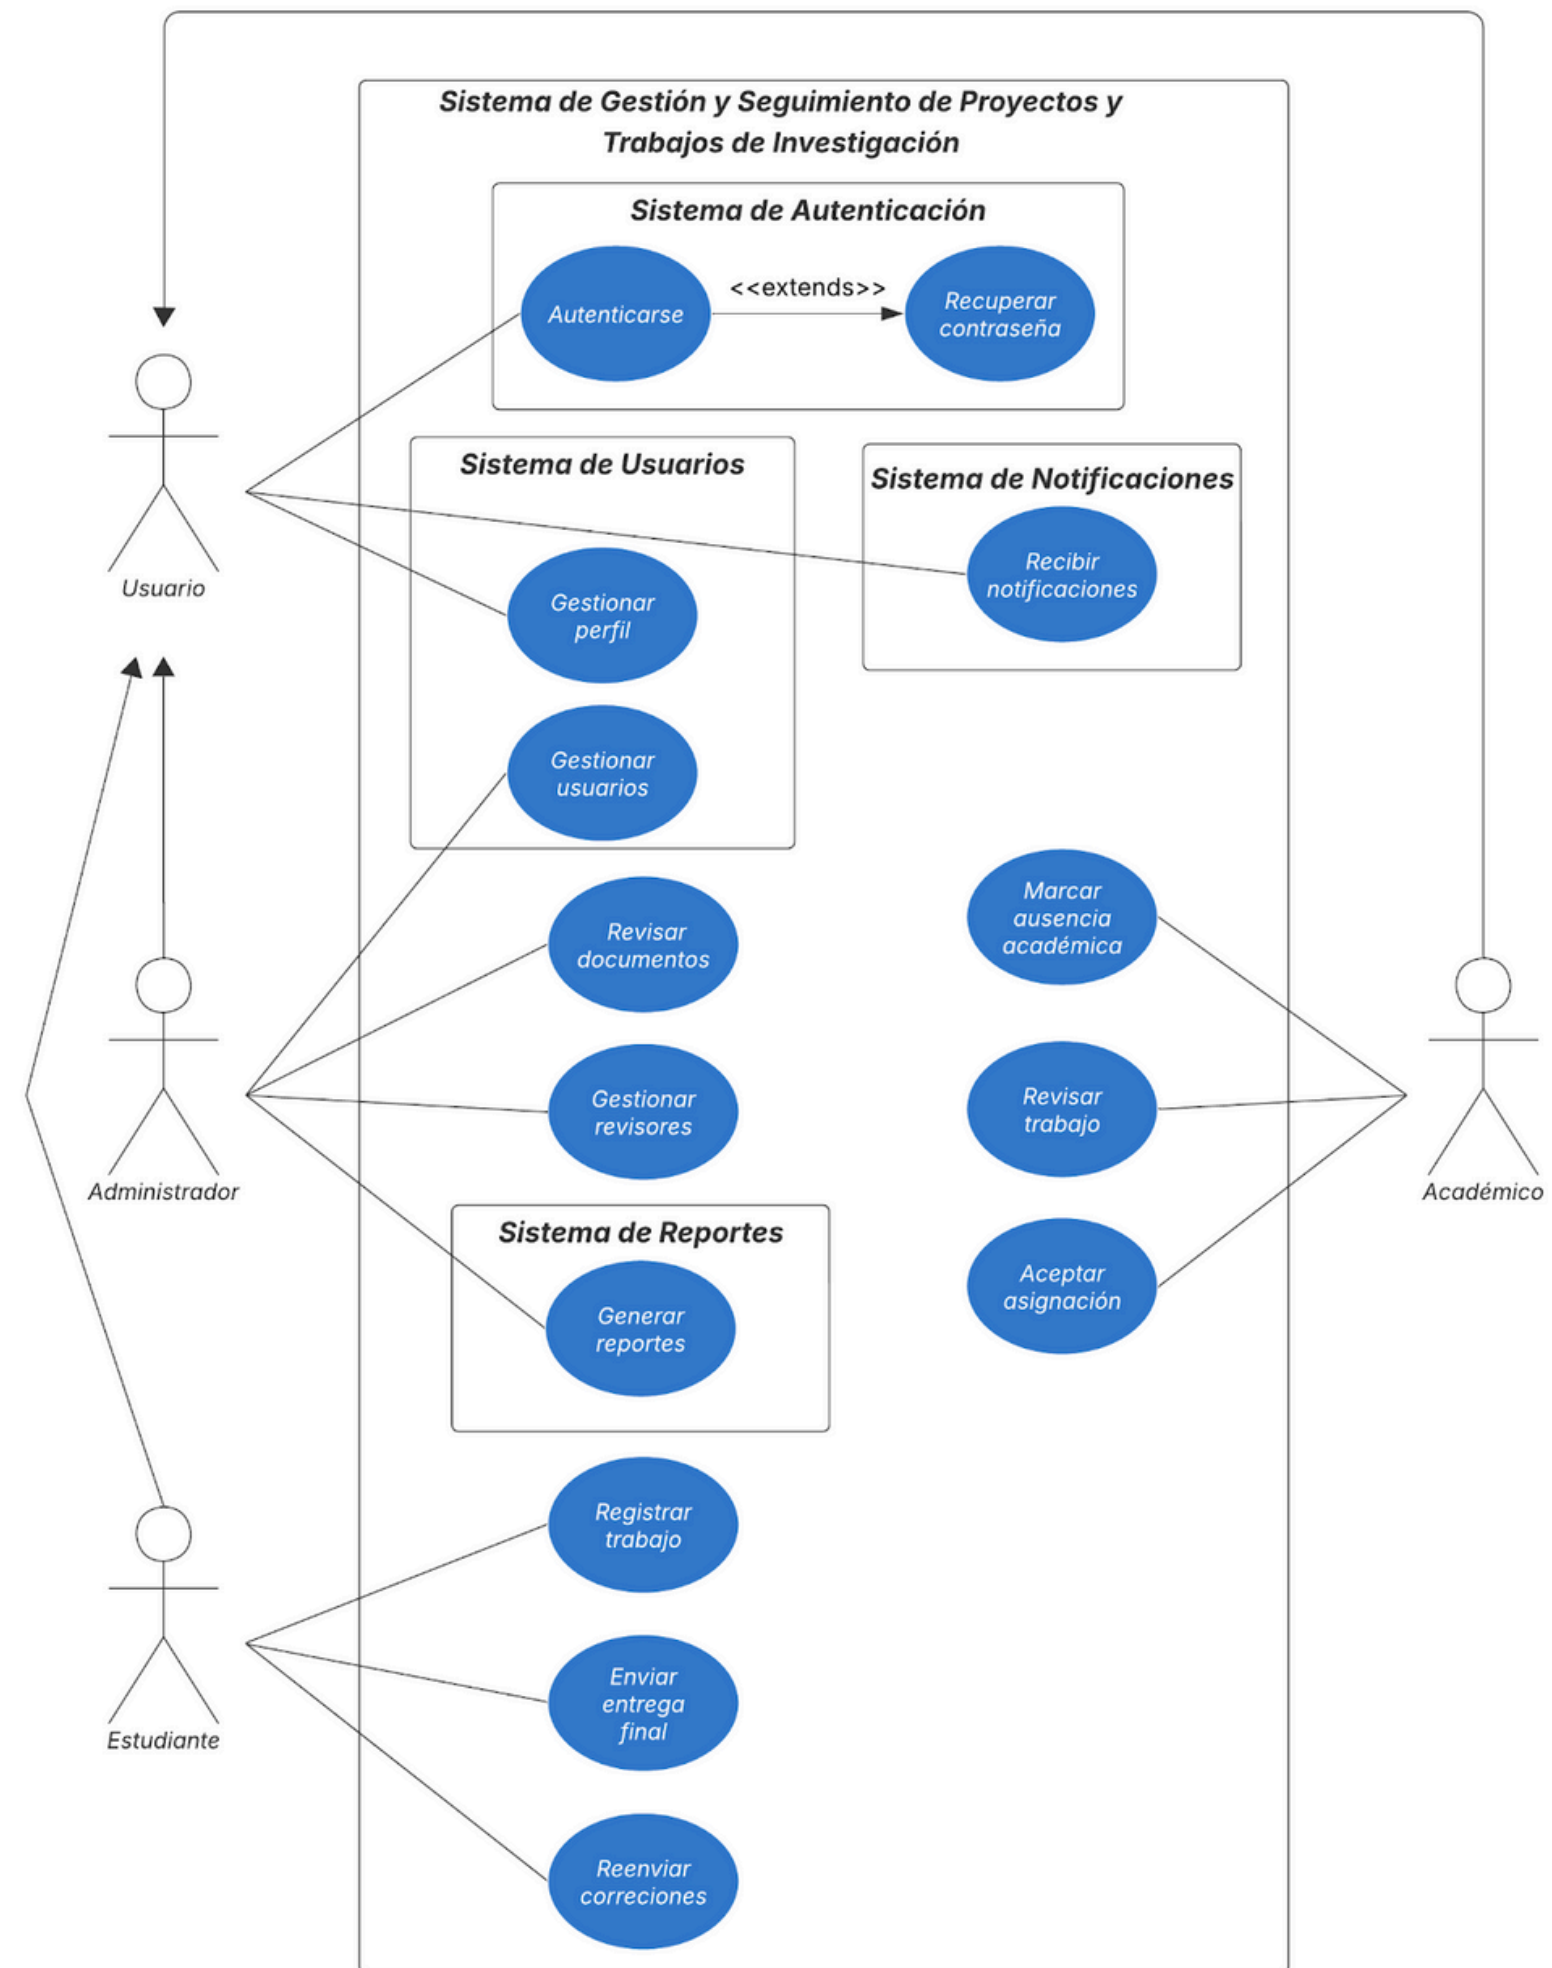 Sistema de Gestión y Seguimiento de Proyectos y
Trabajos de Investigación
Sistema de Autenticación
Autenticarse
<<extends>>
Recuperar
contraseña
Sistema de Usuarios
Sistema de Notificaciones
Recibir
notificaciones
Usuario
Gestionar
perfil
Gestionar
usuarios
Revisar
documentos
Marcar
ausencia
académica
Gestionar
revisores
Revisar
trabajo
Administrador
Académico
Sistema de Reportes
Generar
reportes
Aceptar
asignación
Registrar
trabajo
Enviar
entrega
final
Estudiante
Reenviar
correciones